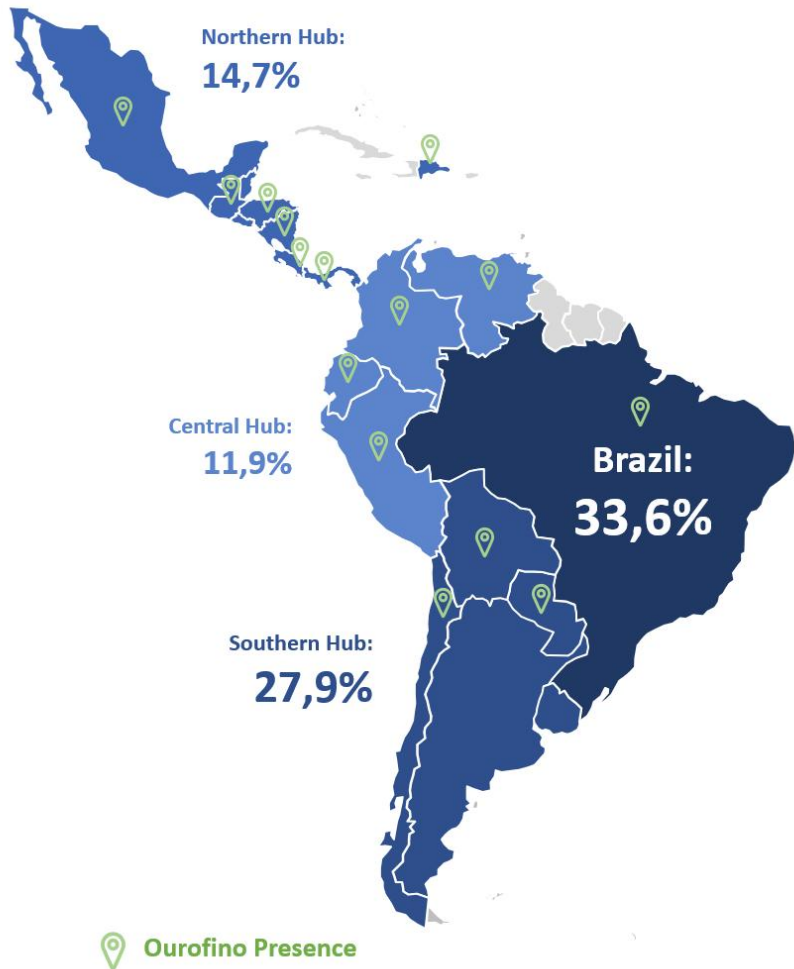 Northern Hub:
14,7%
Central Hub:
11,9%
Brazil:
33,6%
Southern Hub:
27,9%
Ourofino Presence